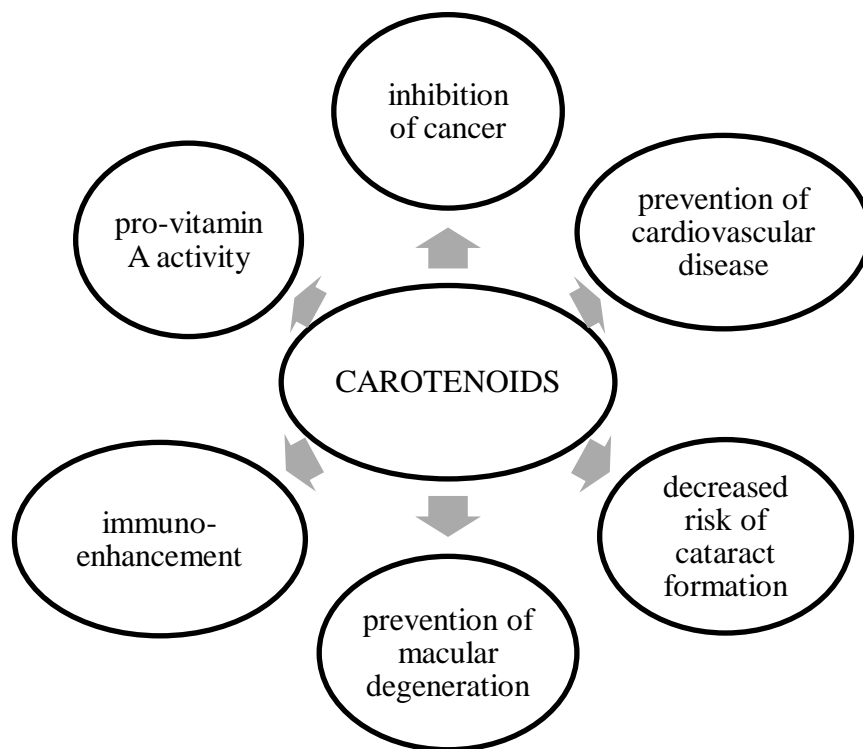 inhibition
of cancer
prevention of
cardiovascular
disease
pro-vitamin
A activity
CAROTENOIDS
immuno-
enhancement
decreased
risk of
cataract
formation
prevention of
macular
degeneration